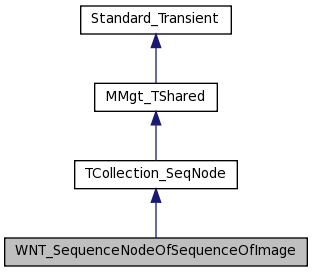 Standard_Transient
MMgt_TShared
TCollection_SeqNode
WNT_SequenceNodeOfSequenceOfImage